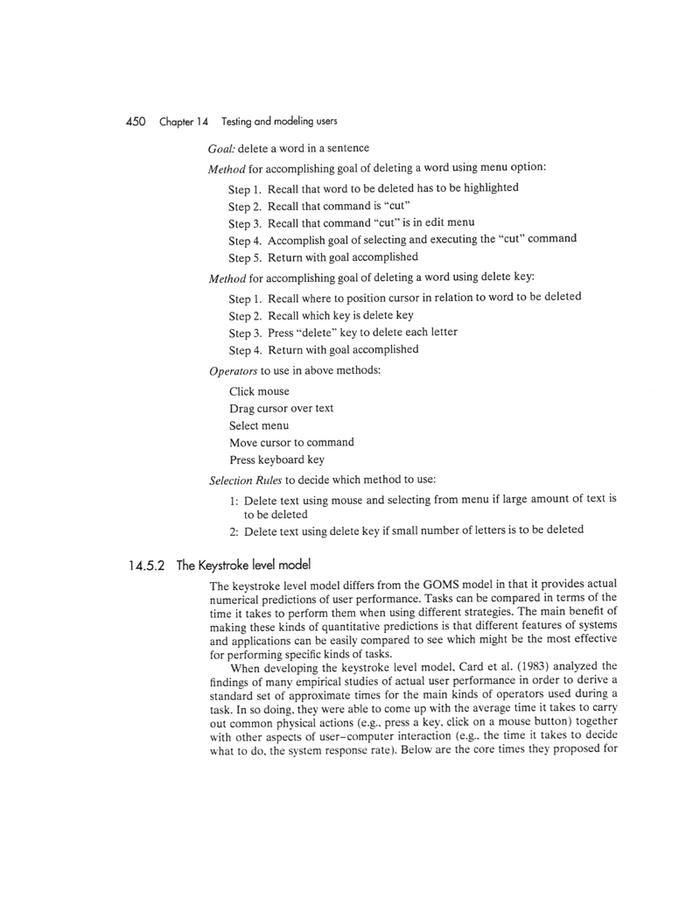 450 Chapter 14 Testing and modeling users
Goal: delete a word in a sentence
Method for accomplishing goal of deleting a word using menu option:
Step 1. Recall that word to be deleted has to be highlighted
Step 2. Recall that command is “cut”
Step 3. Recall that command “cut” is in edit menu
Step 4. Accomplish goal of selecting and executing the “cut” command
Step 5. Return with goal accomplished
Method for accomplishing goal of deleting a word using delete key:
Step 1. Recall where to position cursor in relation to word to be deleted
Step 2. Recall which key is delete key
Step 3. Press “delete” key to delete each letter
Step 4. Return with goal accomplished
Operators to use in above methods:
Click mouse
Drag cursor over text
Select menu
Move cursor to command
Press keyboard key
Selection Rules to decide which method to use:
1: Delete text using mouse and selecting from menu if large amount of text is
to be deleted
2: Delete text using delete key if small number of letters is to be deleted
14.5.2 The Keystroke level model
The keystroke level model differs from the GOMS model in that it provides actual
numerical predictions of user performance. Tasks can be compared in terms of the
time it takes to perform them when using different strategies. The main benefit of
making these kinds of quantitative predictions is that different features of systems
and applications can be easily compared to see which might be the most effective
for performing specific kinds of tasks.
When developing the keystroke level model, Card et al. (1983) analyzed the
findings of many empirical studies of actual user performance in order to derive a
standard set of approximate times for the main kinds of operators used during a
task. In so doing, they were able to come up with the average time it takes to carry
out common physical actions (e.g., press a key, click on a mouse button) together
with other aspects of user–computer interaction (e.g., the time it takes to decide
what to do, the system response rate). Below are the core times they proposed for